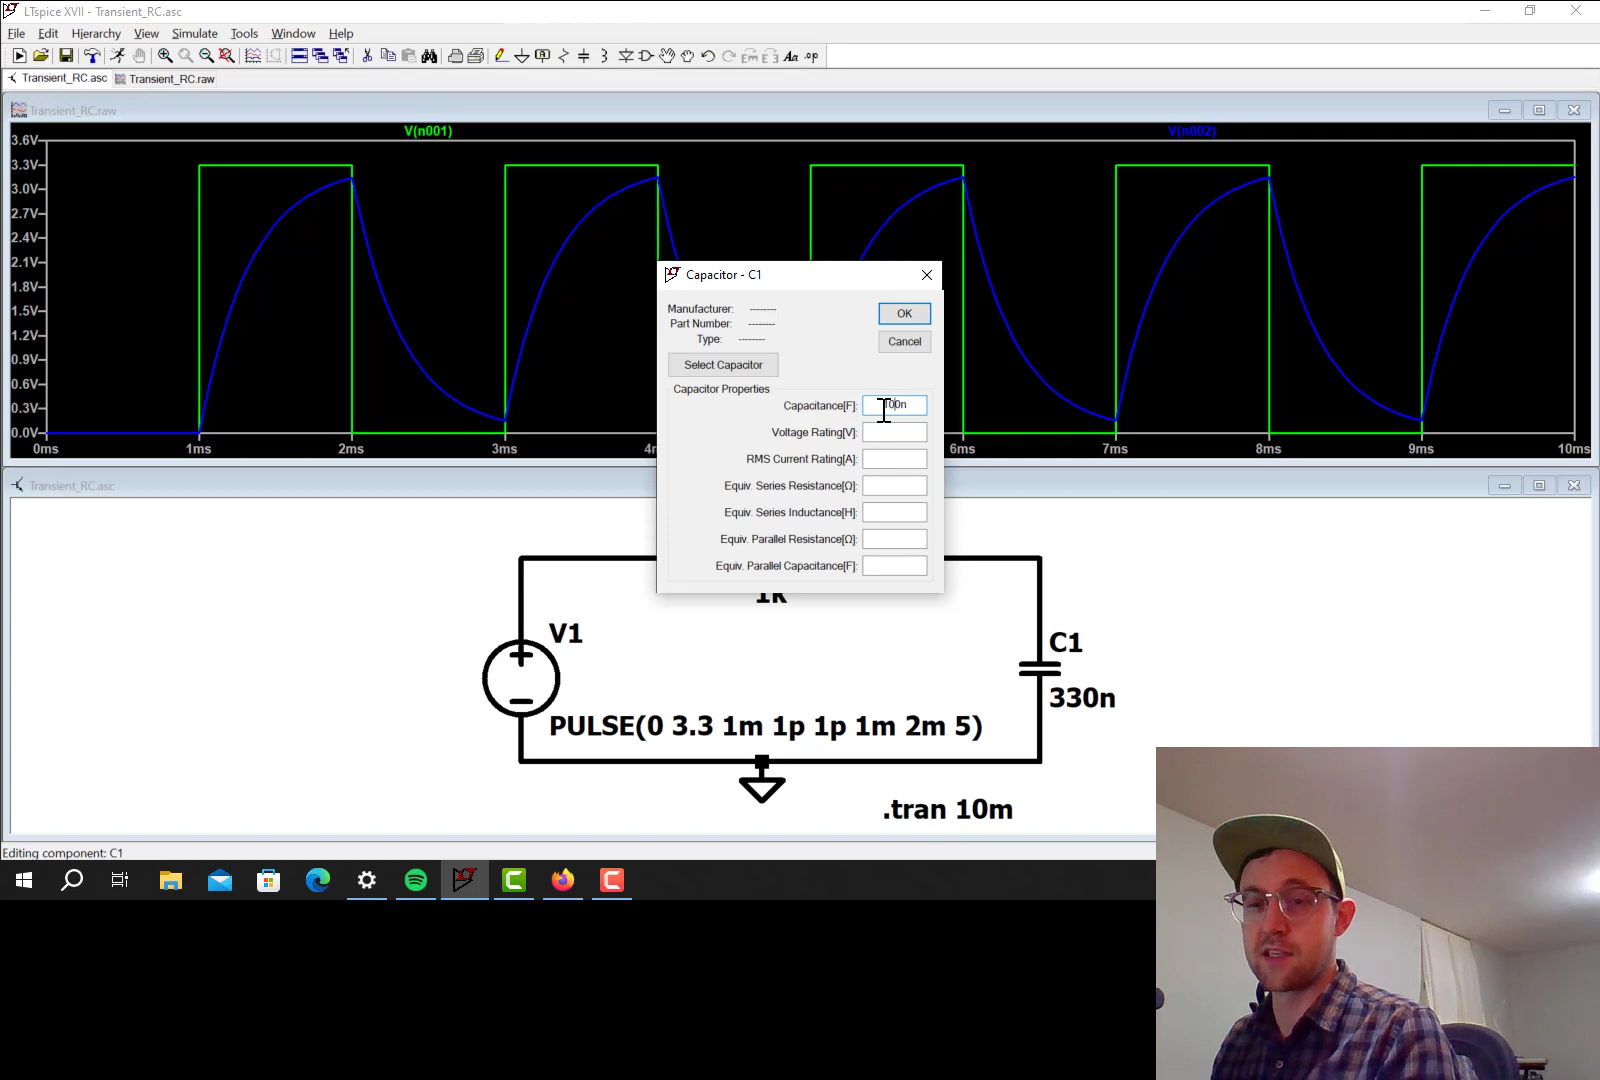 LTspice XVII - Transient_RC.asc
File Edit Hierarchy View Simulate Tools Window Help
Transient_RC.asc Transient_RC.raw
Transient_RC.raw
V(n001) V(n002)
3.6V
3.3V
3.0V
2.7V
2.4V
2.1V
1.8V
1.5V
1.2V
0.9V
0.6V
0.3V
0.0V
0ms 1ms 2ms 3ms 6ms 7ms 8ms 9ms 10ms
Capacitor - C1
Manufacturer: --------
Part Number: --------
Type: --------
OK
Cancel
Select Capacitor
Capacitor Properties
Capacitance[F]: 100n
Voltage Rating[V]:
RMS Current Rating[A]:
Equiv. Series Resistance[Ω]:
Equiv. Series Inductance[H]:
Equiv. Parallel Resistance[Ω]:
Equiv. Parallel Capacitance[F]:
Transient_RC.asc
1k
V1
C1
330n
PULSE(0 3.3 1m 1p 1p 1m 2m 5)
.tran 10m
Editing component: C1